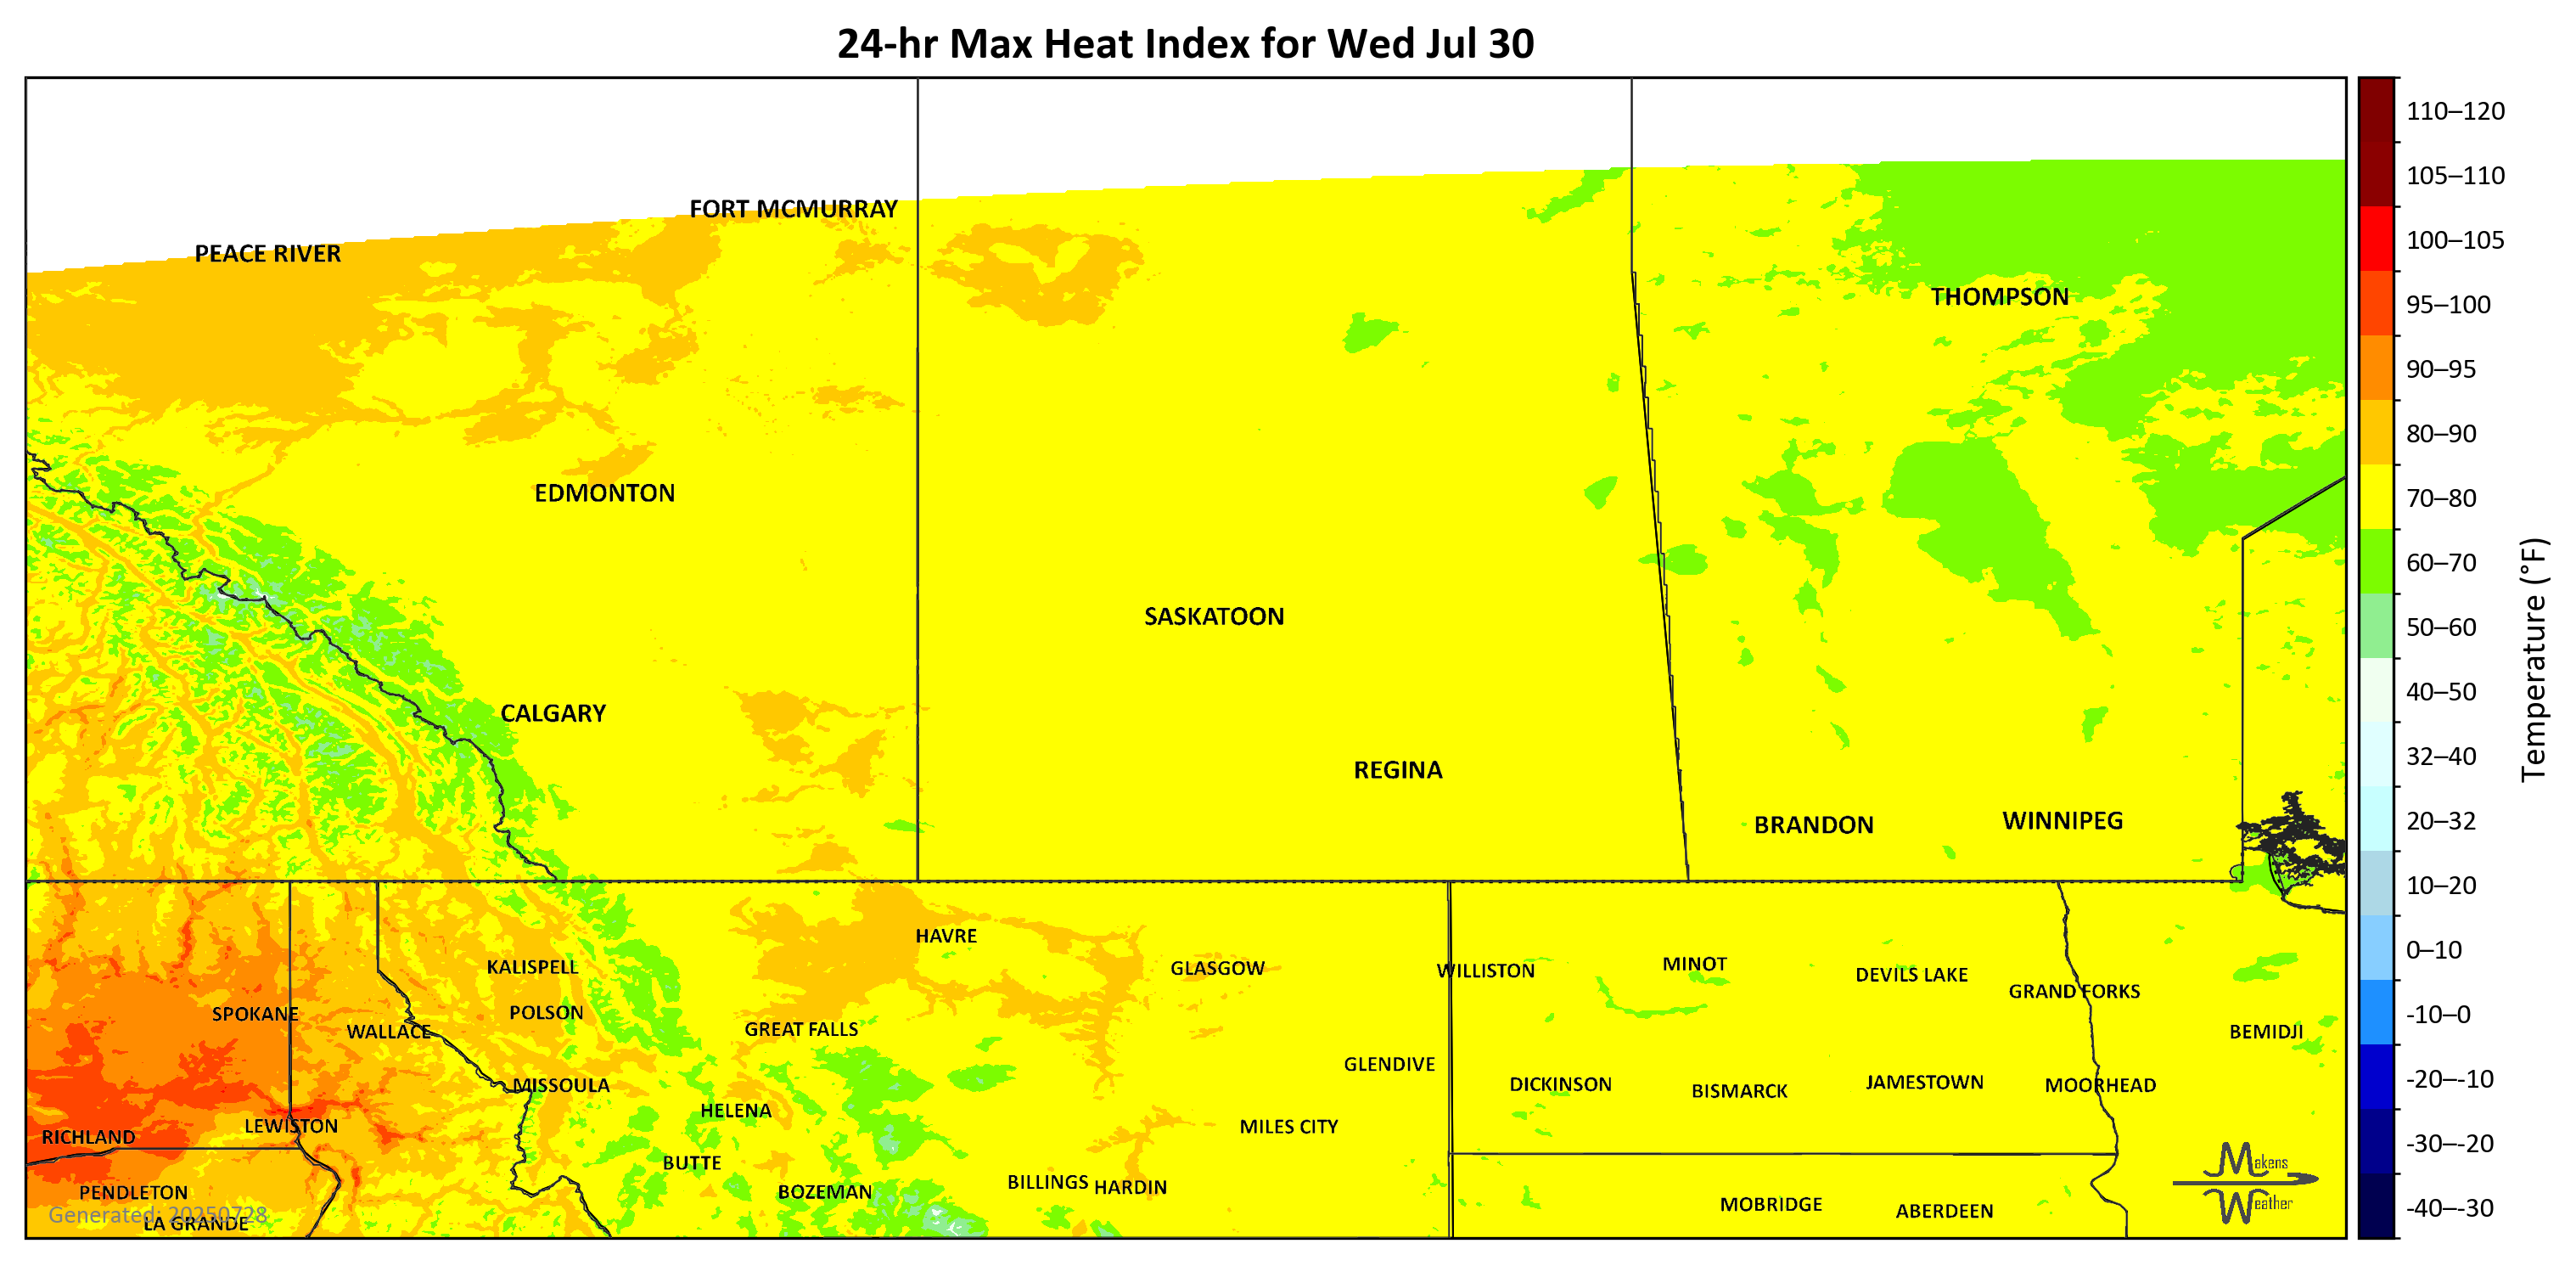 24-hr Max Heat Index for Wed Jul 30
110–120
105–110
100–105
95–100
90–95
80–90
70–80
60–70
50–60
40–50
32–40
20–32
10–20
0–10
-10–0
-20–-10
-30–-20
-40–-30
Temperature (°F)
FORT MCMURRAY
PEACE RIVER
THOMPSON
EDMONTON
SASKATOON
CALGARY
REGINA
BRANDON
WINNIPEG
HAVRE
KALISPELL
GLASGOW
WILLISTON
MINOT
DEVILS LAKE
GRAND FORKS
SPOKANE
POLSON
WALLACE
GREAT FALLS
BEMIDJI
GLENDIVE
MISSOULA
DICKINSON
BISMARCK
JAMESTOWN
MOORHEAD
HELENA
LEWISTON
MILES CITY
RICHLAND
BUTTE
BILLINGS
HARDIN
PENDLETON
BOZEMAN
MOBRIDGE
ABERDEEN
LA GRANDE
Generated: 20250728
Makens
Weather